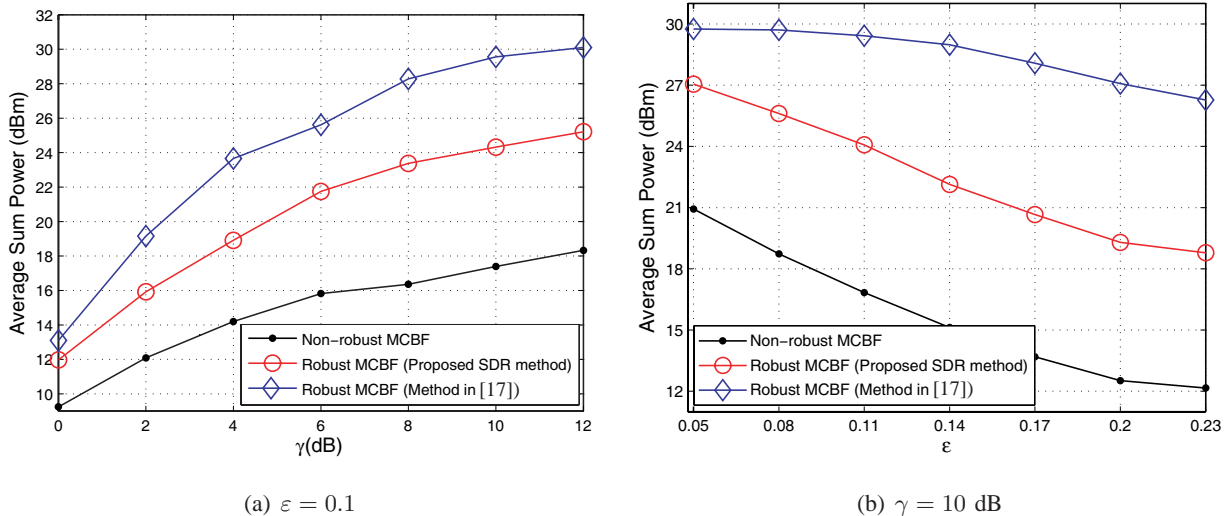 32
30
28
26
24
22
20
18
16
14
12
10
Average Sum Power (dBm)
0 2 4 6 8 10 12
γ(dB)
Non−robust MCBF
Robust MCBF (Proposed SDR method)
Robust MCBF (Method in [17])
(a) ε = 0.1
30
27
24
21
18
15
12
Average Sum Power (dBm)
0.05 0.08 0.11 0.14 0.17 0.2 0.23
ε
Non−robust MCBF
Robust MCBF (Proposed SDR method)
Robust MCBF (Method in [17])
(b) γ = 10 dB